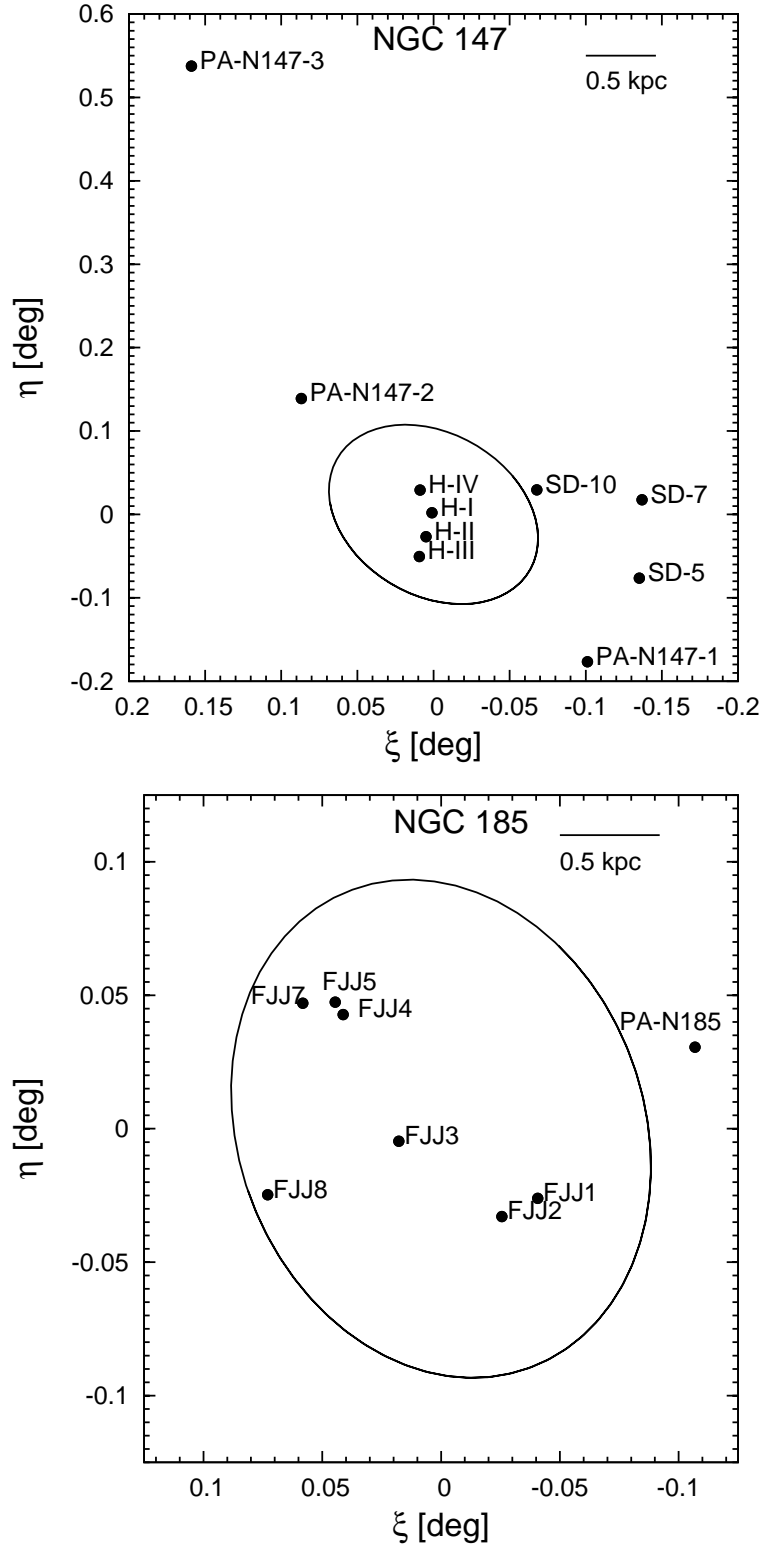 0.6
NGC 147
PA-N147-3
0.5 kpc
0.5
0.4
0.3
0.2
η [deg]
PA-N147-2
0.1
H-IV
SD-10
SD-7
H-I
0
H-II
H-III
SD-5
-0.1
PA-N147-1
-0.2
0.2 0.15 0.1 0.05 0 -0.05 -0.1 -0.15 -0.2
ξ [deg]
NGC 185
0.5 kpc
0.1
FJJ5
FJJ7
FJJ4
0.05
PA-N185
η [deg]
0
FJJ3
FJJ8
FJJ1
FJJ2
-0.05
-0.1
0.1 0.05 0 -0.05 -0.1
ξ [deg]